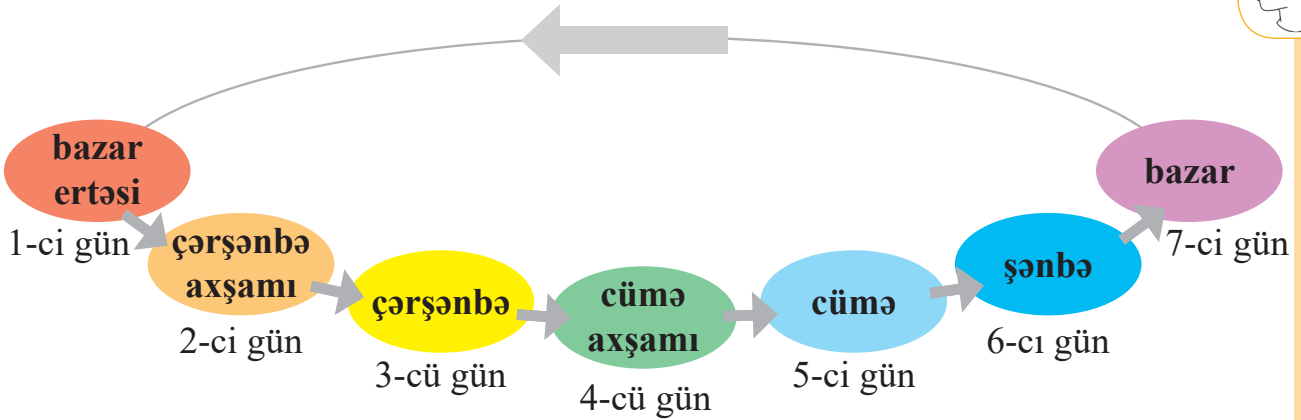 bazar
ertəsi
1-ci gün
çərşənbə
axşamı
2-ci gün
çərşənbə
3-cü gün
cümə
axşamı
4-cü gün
cümə
5-ci gün
şənbə
6-cı gün
bazar
7-ci gün